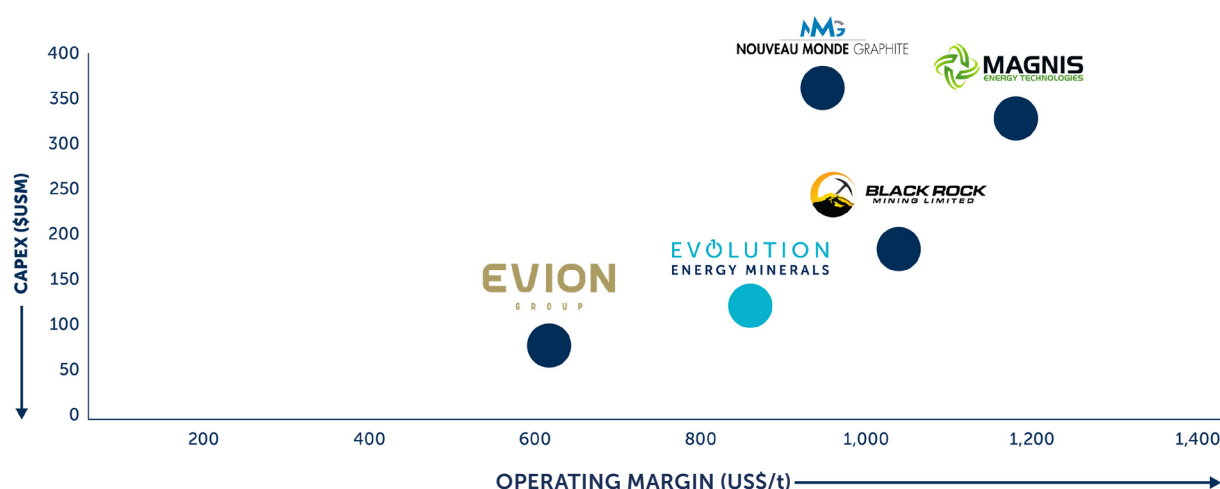 NMG
NOUVEAU MONDE GRAPHITE
MAGNIS
ENERGY TECHNOLOGIES
BLACK ROCK
MINING LIMITED
EVOLUTION
ENERGY MINERALS
EVION
GROUP
CAPEX ($USM)
400
350
300
250
200
150
100
50
0
200
400
600
800
1,000
1,200
1,400
OPERATING MARGIN (US$/t)